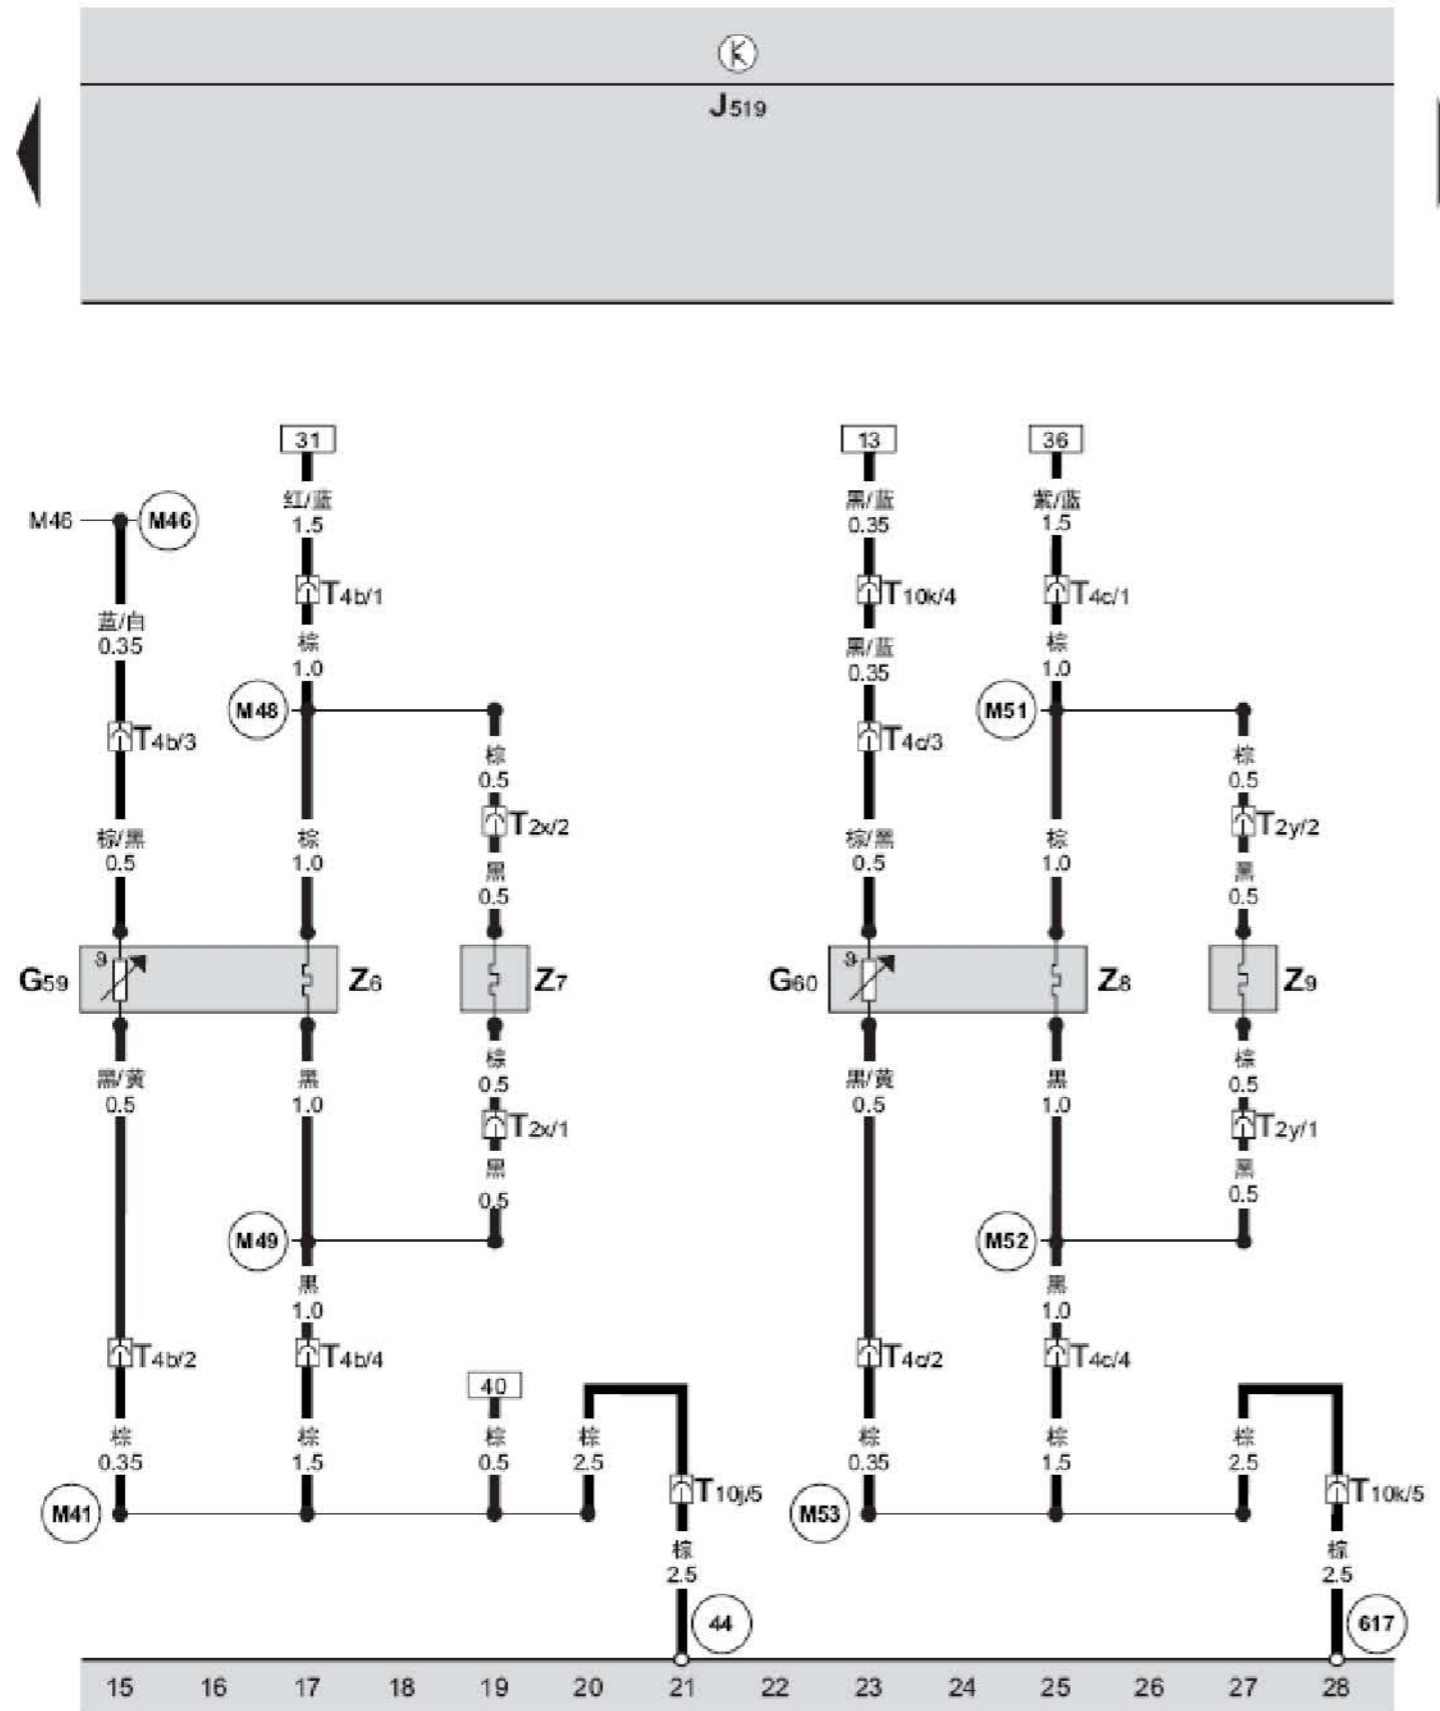 K
J519
31
13
36
红/蓝
1.5
黑/蓝
0.35
紫/蓝
1.5
M46
M46
T4b/1
T10k/4
T4c/1
蓝/白
0.35
棕
1.0
黑/蓝
0.35
棕
1.0
M48
M51
T4b/3
T4c/3
棕
0.5
棕
0.5
T2x/2
T2y/2
棕/黑
0.5
棕
1.0
黑
0.5
棕/黑
0.5
棕
1.0
黑
0.5
G59
ϑ
Z6
Z7
G60
ϑ
Z8
Z9
黑/黄
0.5
黑
1.0
棕
0.5
黑/黄
0.5
黑
1.0
棕
0.5
T2x/1
T2y/1
黑
0.5
黑
0.5
M49
M52
黑
1.0
黑
1.0
T4b/2
T4b/4
T4c/2
T4c/4
40
棕
0.35
棕
1.5
棕
0.5
棕
2.5
棕
0.35
棕
1.5
棕
2.5
T10j/5
T10k/5
M41
M53
棕
2.5
棕
2.5
44
617
15 16 17 18 19 20 21 22 23 24 25 26 27 28